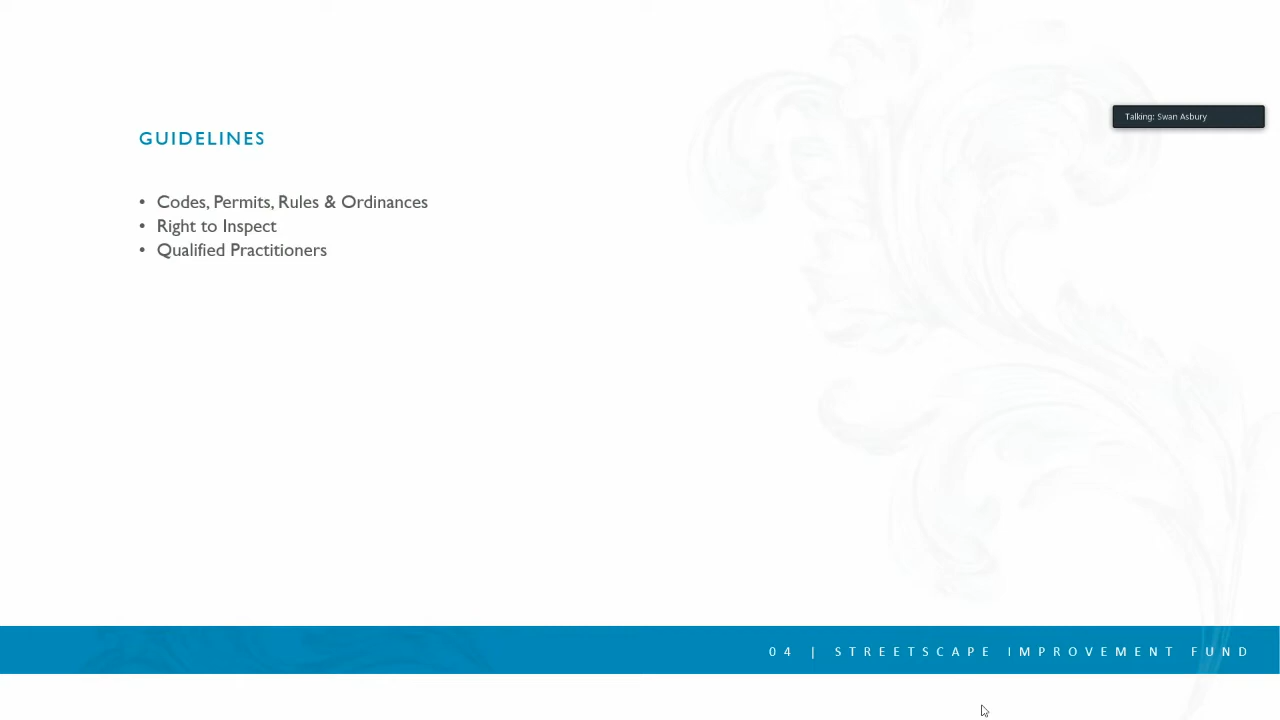 GUIDELINES
Talking: Swan Asbury
• Codes, Permits, Rules & Ordinances
• Right to Inspect
• Qualified Practitioners
04 | STREETSCAPE IMPROVEMENT FUND